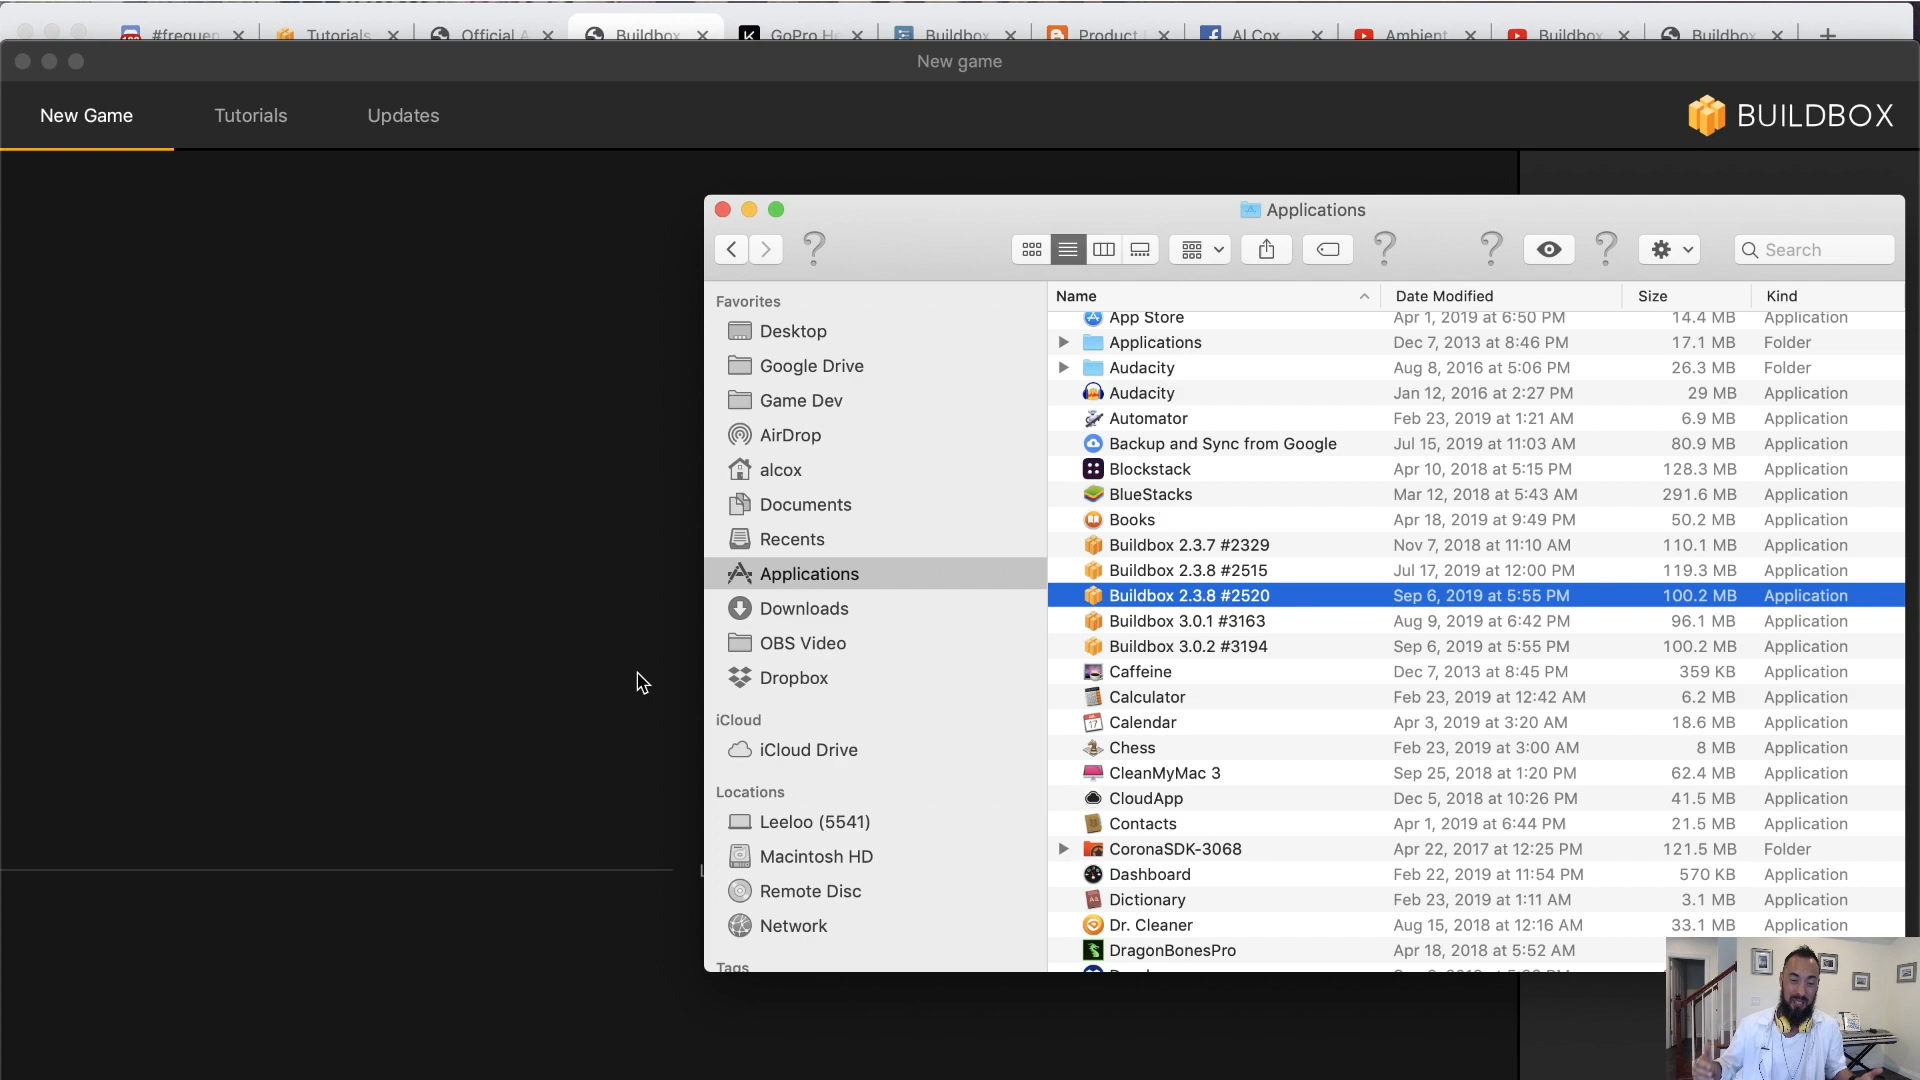 #frequen
Tutorials
Official A
Buildbox
GoPro He
Buildbox
Product
Al Cox
Ambient
Buildbox
Buildbox
New game
New Game
Tutorials
Updates
BUILDBOX
Applications
Search
Favorites
Desktop
Google Drive
Game Dev
AirDrop
alcox
Documents
Recents
Applications
Downloads
OBS Video
Dropbox
iCloud
iCloud Drive
Locations
Leeloo (5541)
Macintosh HD
Remote Disc
Network
Tags
Name Date Modified Size Kind
App Store Apr 1, 2019 at 6:50 PM 14.4 MB Application
Applications Dec 7, 2013 at 8:46 PM 17.1 MB Folder
Audacity Aug 8, 2016 at 5:06 PM 26.3 MB Folder
Audacity Jan 12, 2016 at 2:27 PM 29 MB Application
Automator Feb 23, 2019 at 1:21 AM 6.9 MB Application
Backup and Sync from Google Jul 15, 2019 at 11:03 AM 80.9 MB Application
Blockstack Apr 10, 2018 at 5:15 PM 128.3 MB Application
BlueStacks Mar 12, 2018 at 5:43 AM 291.6 MB Application
Books Apr 18, 2019 at 9:49 PM 50.2 MB Application
Buildbox 2.3.7 #2329 Nov 7, 2018 at 11:10 AM 110.1 MB Application
Buildbox 2.3.8 #2515 Jul 17, 2019 at 12:00 PM 119.3 MB Application
Buildbox 2.3.8 #2520 Sep 6, 2019 at 5:55 PM 100.2 MB Application
Buildbox 3.0.1 #3163 Aug 9, 2019 at 6:42 PM 96.1 MB Application
Buildbox 3.0.2 #3194 Sep 6, 2019 at 5:55 PM 100.2 MB Application
Caffeine Dec 7, 2013 at 8:45 PM 359 KB Application
Calculator Feb 23, 2019 at 12:42 AM 6.2 MB Application
Calendar Apr 3, 2019 at 3:20 AM 18.6 MB Application
Chess Feb 23, 2019 at 3:00 AM 8 MB Application
CleanMyMac 3 Sep 25, 2018 at 1:20 PM 62.4 MB Application
CloudApp Dec 5, 2018 at 10:26 PM 41.5 MB Application
Contacts Apr 1, 2019 at 6:44 PM 21.5 MB Application
CoronaSDK-3068 Apr 22, 2017 at 12:25 PM 121.5 MB Folder
Dashboard Feb 22, 2019 at 11:54 PM 570 KB Application
Dictionary Feb 23, 2019 at 1:11 AM 3.1 MB Application
Dr. Cleaner Aug 15, 2018 at 12:16 AM 33.1 MB Application
DragonBonesPro Apr 18, 2018 at 5:52 AM